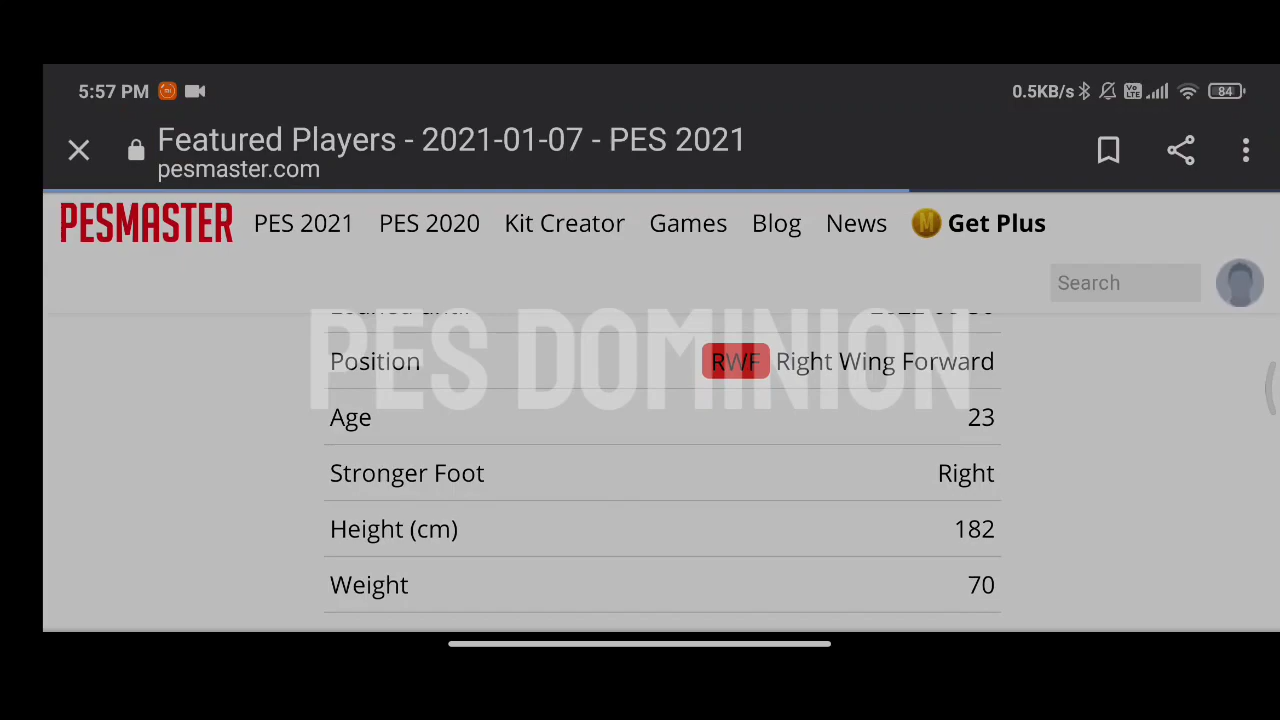 5:57 PM
0.5KB/s
Vo LTE
84
Featured Players - 2021-01-07 - PES 2021
pesmaster.com
PESMASTER PES 2021 PES 2020 Kit Creator Games Blog News M Get Plus
Search
PES DOMINION
Position RWF Right Wing Forward
Age 23
Stronger Foot Right
Height (cm) 182
Weight 70